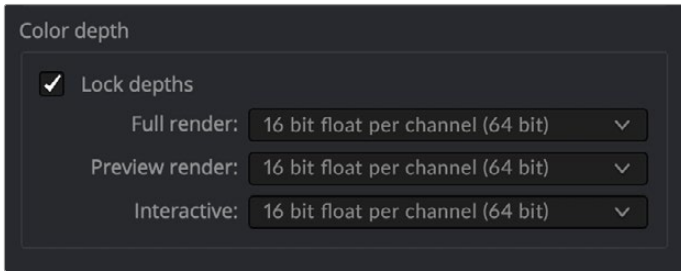 Color depth
Lock depths
Full render: 16 bit float per channel (64 bit)
Preview render: 16 bit float per channel (64 bit)
Interactive: 16 bit float per channel (64 bit)